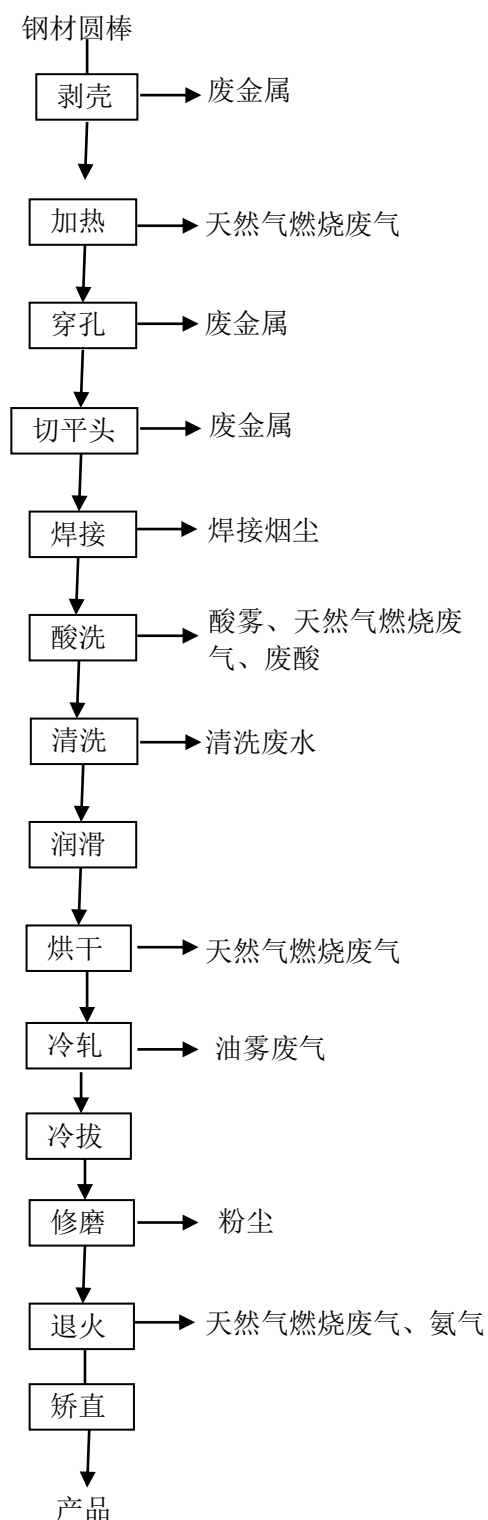 钢材圆棒
剥壳
废金属
加热
天然气燃烧废气
穿孔
废金属
切平头
废金属
焊接
焊接烟尘
酸洗
酸雾、天然气燃烧废
气、废酸
清洗
清洗废水
润滑
烘干
天然气燃烧废气
冷轧
油雾废气
冷拔
修磨
粉尘
退火
天然气燃烧废气、氨气
矫直
产品